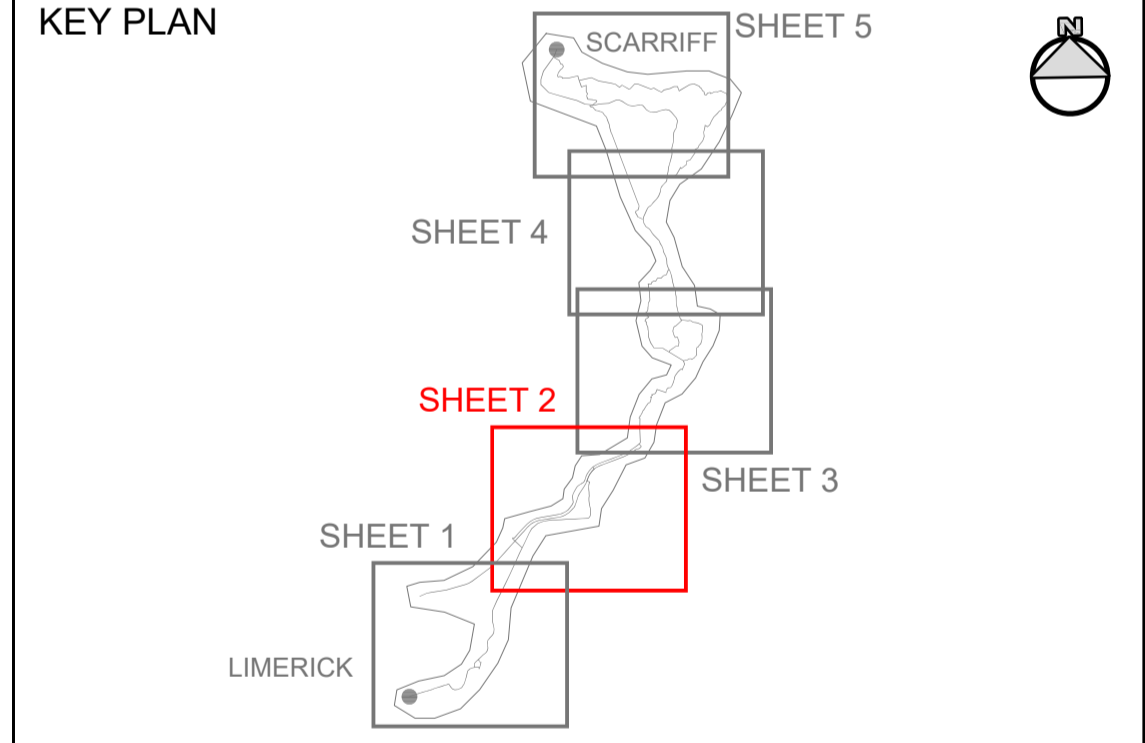 KEY PLAN
SCARRIFF
SHEET 5
N
SHEET 4
SHEET 2
SHEET 3
SHEET 1
LIMERICK